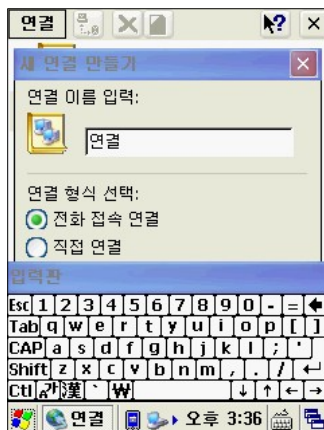 연결
새 연결 만들기
연결 이름 입력:
연결
연결 형식 선택:
전화 접속 연결
직접 연결
입력판
Esc 1 2 3 4 5 6 7 8 9 0 - =
Tab q w e r t y u i o p [ ]
CAP a s d f g h j k l ; '
Shift z x c v b n m , . /
Ctl 가 漢 ` ₩
연결 오후 3:36